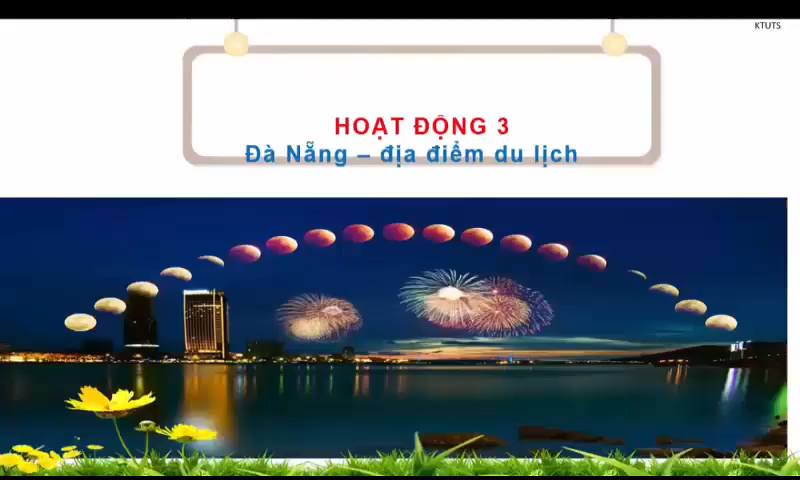 KTUTS
HOẠT ĐỘNG 3
Đà Nẵng – địa điểm du lịch